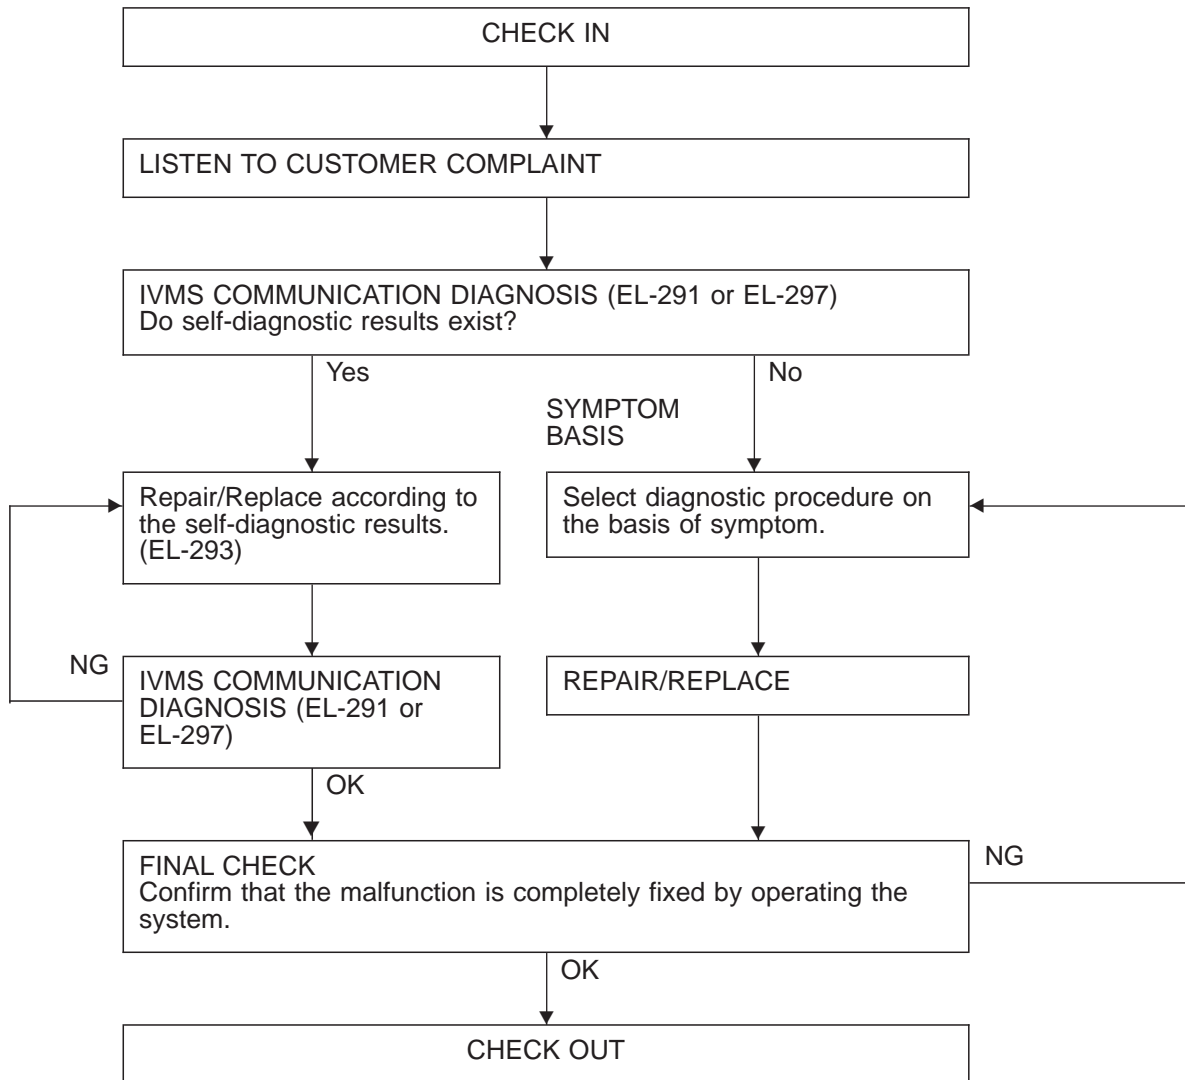 CHECK IN
LISTEN TO CUSTOMER COMPLAINT
IVMS COMMUNICATION DIAGNOSIS (EL-291 or EL-297)
Do self-diagnostic results exist?
Yes
No
SYMPTOM
BASIS
Repair/Replace according to
the self-diagnostic results.
(EL-293)
Select diagnostic procedure on
the basis of symptom.
NG
IVMS COMMUNICATION
DIAGNOSIS (EL-291 or
EL-297)
REPAIR/REPLACE
OK
FINAL CHECK
Confirm that the malfunction is completely fixed by operating the
system.
NG
OK
CHECK OUT